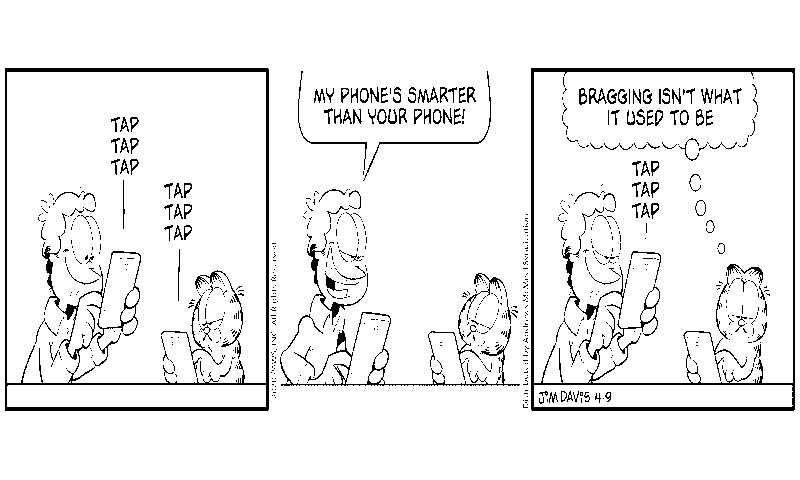 TAP
TAP
TAP
TAP
TAP
TAP
MY PHONE'S SMARTER
THAN YOUR PHONE!
BRAGGING ISN'T WHAT
IT USED TO BE
TAP
TAP
TAP
JIM DAVIS 4-9